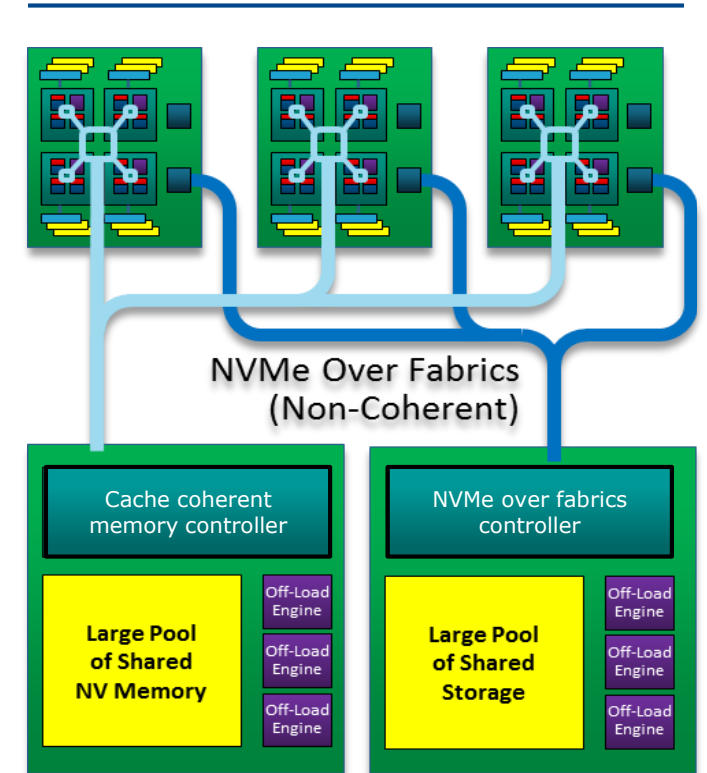 NVMe Over Fabrics
(Non-Coherent)
Cache coherent
memory controller
Large Pool
of Shared
NV Memory
Off-Load
Engine
Off-Load
Engine
Off-Load
Engine
NVMe over fabrics
controller
Large Pool
of Shared
Storage
Off-Load
Engine
Off-Load
Engine
Off-Load
Engine